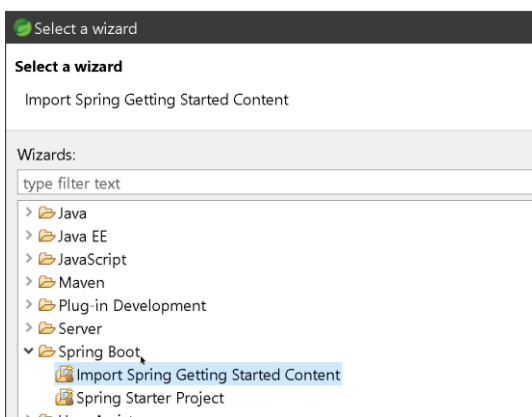 Select a wizard
Select a wizard
Import Spring Getting Started Content
Wizards:
type filter text
Java
Java EE
JavaScript
Maven
Plug-in Development
Server
Spring Boot
Import Spring Getting Started Content
Spring Starter Project